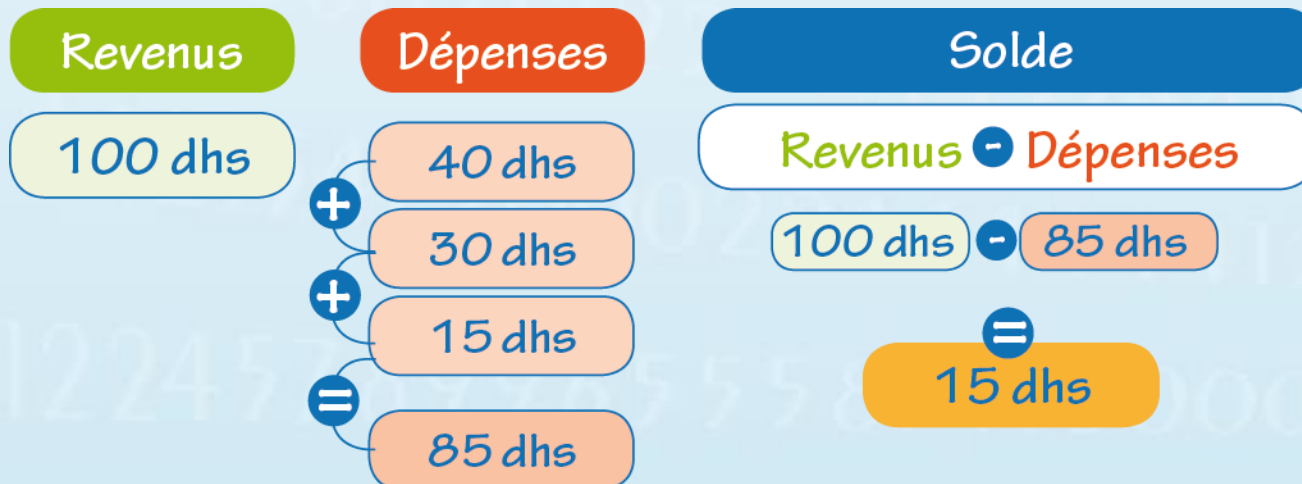 Revenus
100 dhs
Dépenses
40 dhs
+
30 dhs
+
15 dhs
=
85 dhs
Solde
Revenus - Dépenses
100 dhs - 85 dhs
=
15 dhs